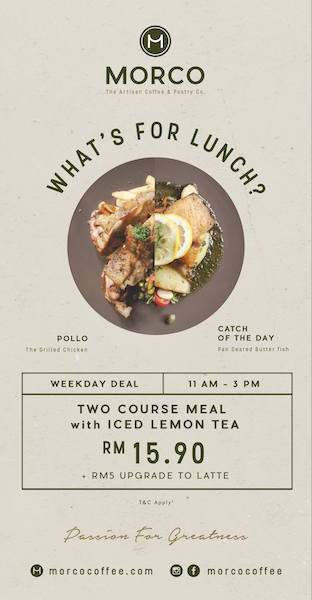 M
MORCO
The Artisan Coffee & Pastry Co.
WHAT'S FOR LUNCH?
POLLO
The Grilled Chicken
CATCH
OF THE DAY
Pan Seared Butter fish
WEEKDAY DEAL
11 AM - 3 PM
TWO COURSE MEAL
with ICED LEMON TEA
RM 15.90
+ RM5 UPGRADE TO LATTE
T&C Apply*
Passion For Greatness
M morcocoffee.com
f morcocoffee